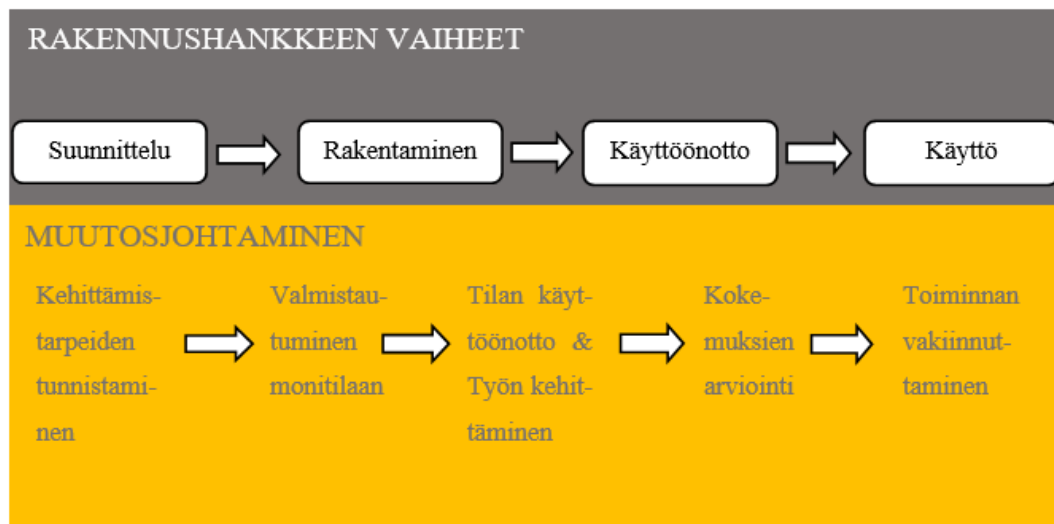 RAKENNUSHANKKEEN VAIHEET
Suunnittelu
Rakentaminen
Käyttöönotto
Käyttö
MUUTOSJOHTAMINEN
Kehittämis-
tarpeiden
tunnistami-
nen
Valmistau-
tuminen
monitilaan
Tilan käyt-
töönotto &
Työn kehit-
täminen
Koke-
muksien
arviointi
Toiminnan
vakiinnut-
taminen